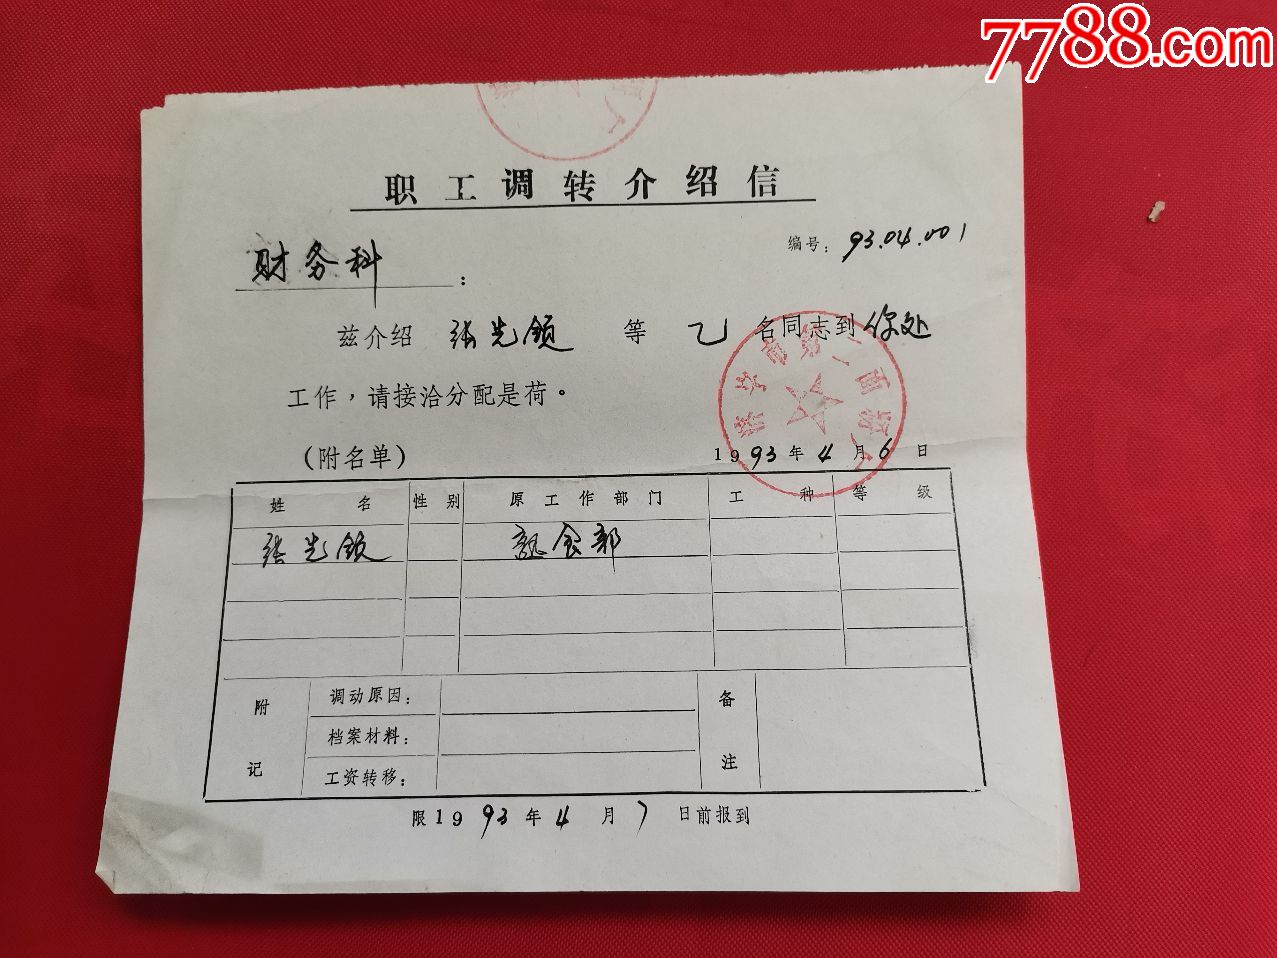 7788.com
职工调转介绍信
编号：93.04.001
财务科：
兹介绍 张先领 等 乙 名同志到 你处
工作，请接洽分配是荷。
（附名单） 1993年4月6日
姓名 性别 原工作部门 工种 等级
张先领 部
附记 调动原因： 备注
档案材料：
工资转移：
限1993年4月7日前报到